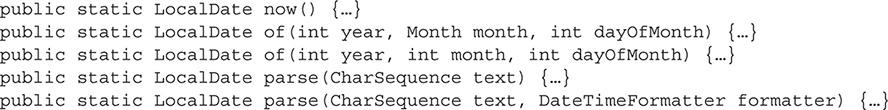 public static LocalDate now() {…}
public static LocalDate of(int year, Month month, int dayOfMonth) {…}
public static LocalDate of(int year, int month, int dayOfMonth) {…}
public static LocalDate parse(CharSequence text) {…}
public static LocalDate parse(CharSequence text, DateTimeFormatter formatter) {…}